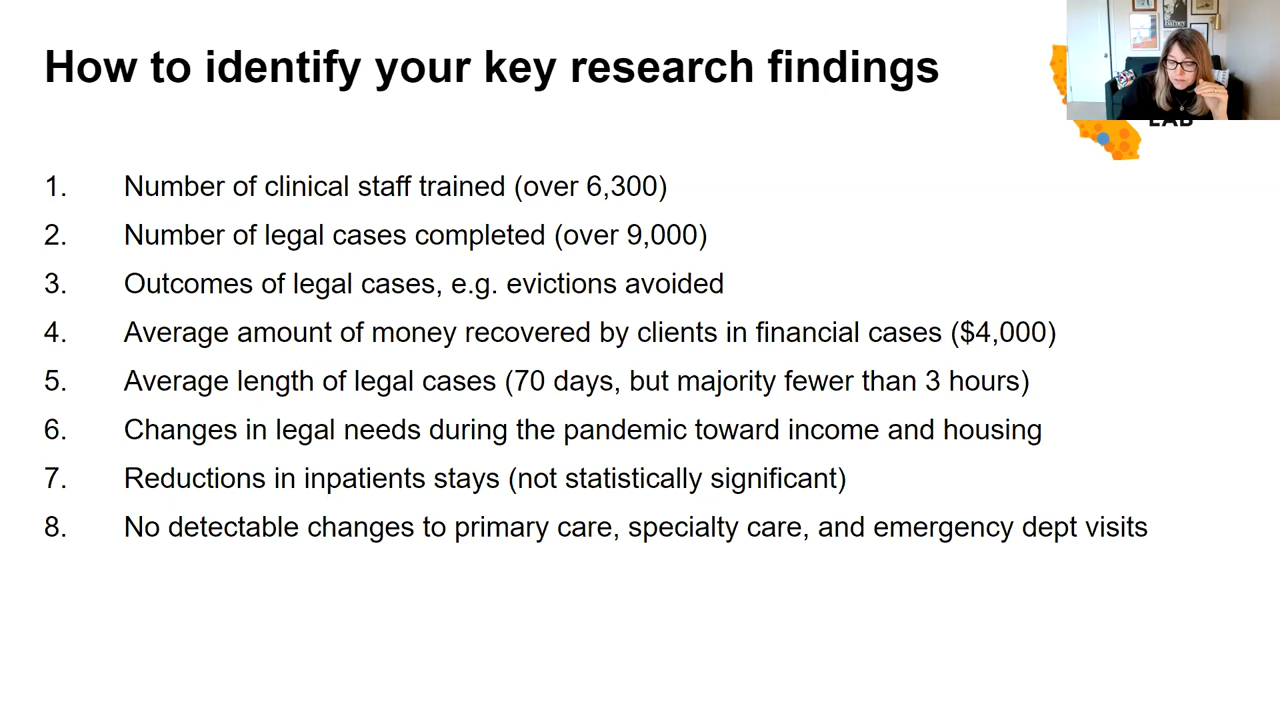 How to identify your key research findings
Barney
LAB
1. Number of clinical staff trained (over 6,300)
2. Number of legal cases completed (over 9,000)
3. Outcomes of legal cases, e.g. evictions avoided
4. Average amount of money recovered by clients in financial cases ($4,000)
5. Average length of legal cases (70 days, but majority fewer than 3 hours)
6. Changes in legal needs during the pandemic toward income and housing
7. Reductions in inpatients stays (not statistically significant)
8. No detectable changes to primary care, specialty care, and emergency dept visits